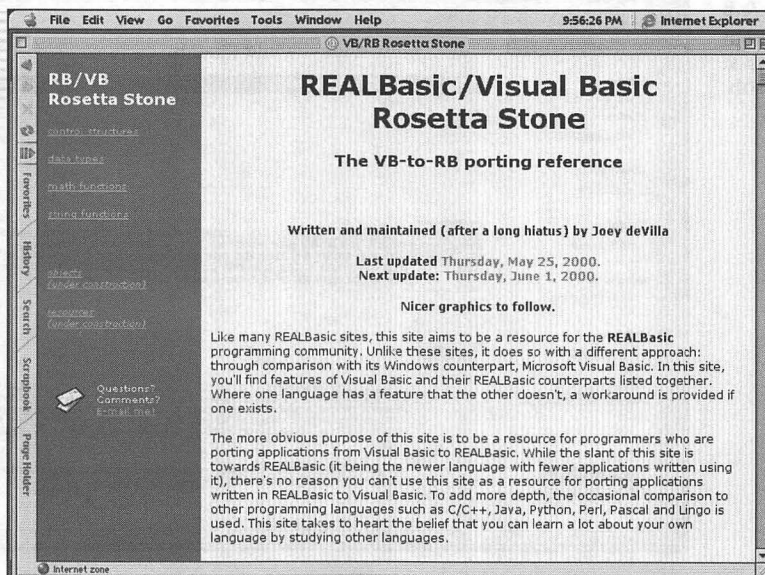 File Edit View Go Favorites Tools Window Help 9:56:26 PM Internet Explorer
VB/RB Rosetta Stone
Favorites
History
Search
Scrapbook
Page Holder
RB/VB
Rosetta Stone
control structures
data types
math functions
string functions
objects
(under construction)
resources
(under construction)
Questions?
Comments?
E-mail me!
REALBasic/Visual Basic
Rosetta Stone
The VB-to-RB porting reference
Written and maintained (after a long hiatus) by Joey deVilla
Last updated Thursday, May 25, 2000.
Next update: Thursday, June 1, 2000.
Nicer graphics to follow.
Like many REALBasic sites, this site aims to be a resource for the REALBasic
programming community. Unlike these sites, it does so with a different approach:
through comparison with its Windows counterpart, Microsoft Visual Basic. In this site,
you'll find features of Visual Basic and their REALBasic counterparts listed together.
Where one language has a feature that the other doesn't, a workaround is provided if
one exists.
The more obvious purpose of this site is to be a resource for programmers who are
porting applications from Visual Basic to REALBasic. While the slant of this site is
towards REALBasic (it being the newer language with fewer applications written using
it), there's no reason you can't use this site as a resource for porting applications
written in REALBasic to Visual Basic. To add more depth, the occasional comparison to
other programming languages such as C/C++, Java, Python, Perl, Pascal and Lingo is
used. This site takes to heart the belief that you can learn a lot about your own
language by studying other languages.
Internet zone